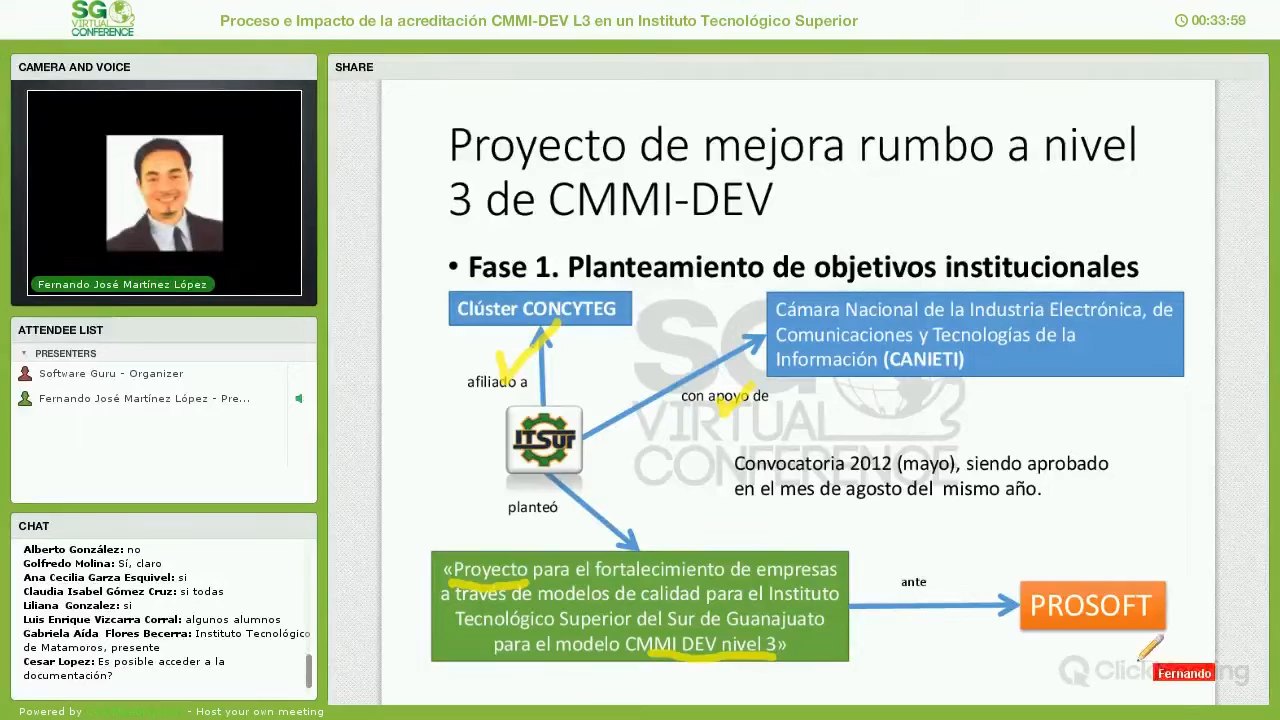 SG
VIRTUAL
CONFERENCE
Proceso e Impacto de la acreditación CMMI-DEV L3 en un Instituto Tecnológico Superior
00:33:59
CAMERA AND VOICE
Fernando José Martínez López
ATTENDEE LIST
PRESENTERS
Software Guru - Organizer
Fernando José Martínez López - Pre...
CHAT
Alberto González: no
Golfredo Molina: Sí, claro
Ana Cecilia Garza Esquivel: si
Claudia Isabel Gómez Cruz: si todas
Liliana Gonzalez: si
Luis Enrique Vizcarra Corral: algunos alumnos
Gabriela Aída Flores Becerra: Instituto Tecnológico
de Matamoros, presente
Cesar Lopez: Es posible acceder a la
documentación?
Powered by
- Host your own meeting
SHARE
Proyecto de mejora rumbo a nivel
3 de CMMI-DEV
• Fase 1. Planteamiento de objetivos institucionales
Clúster CONCYTEG
Cámara Nacional de la Industria Electrónica, de
Comunicaciones y Tecnologías de la
Información (CANIETI)
afiliado a
con apoyo de
ITSur
SG
VIRTUAL
CONFERENCE
Convocatoria 2012 (mayo), siendo aprobado
en el mes de agosto del mismo año.
planteó
«Proyecto para el fortalecimiento de empresas
a través de modelos de calidad para el Instituto
Tecnológico Superior del Sur de Guanajuato
para el modelo CMMI DEV nivel 3»
ante
PROSOFT
Fernando